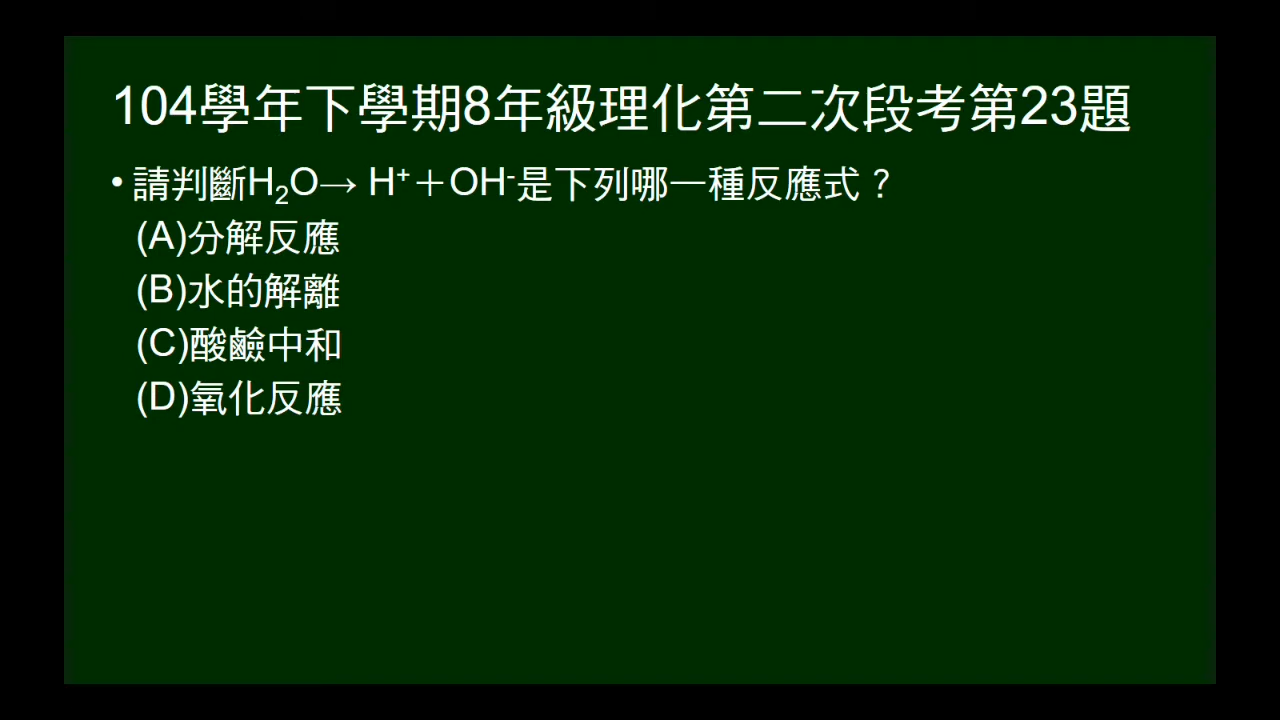 104學年下學期8年級理化第二次段考第23題
• 請判斷H₂O→ H⁺＋OH⁻是下列哪一種反應式？
(A)分解反應
(B)水的解離
(C)酸鹼中和
(D)氧化反應